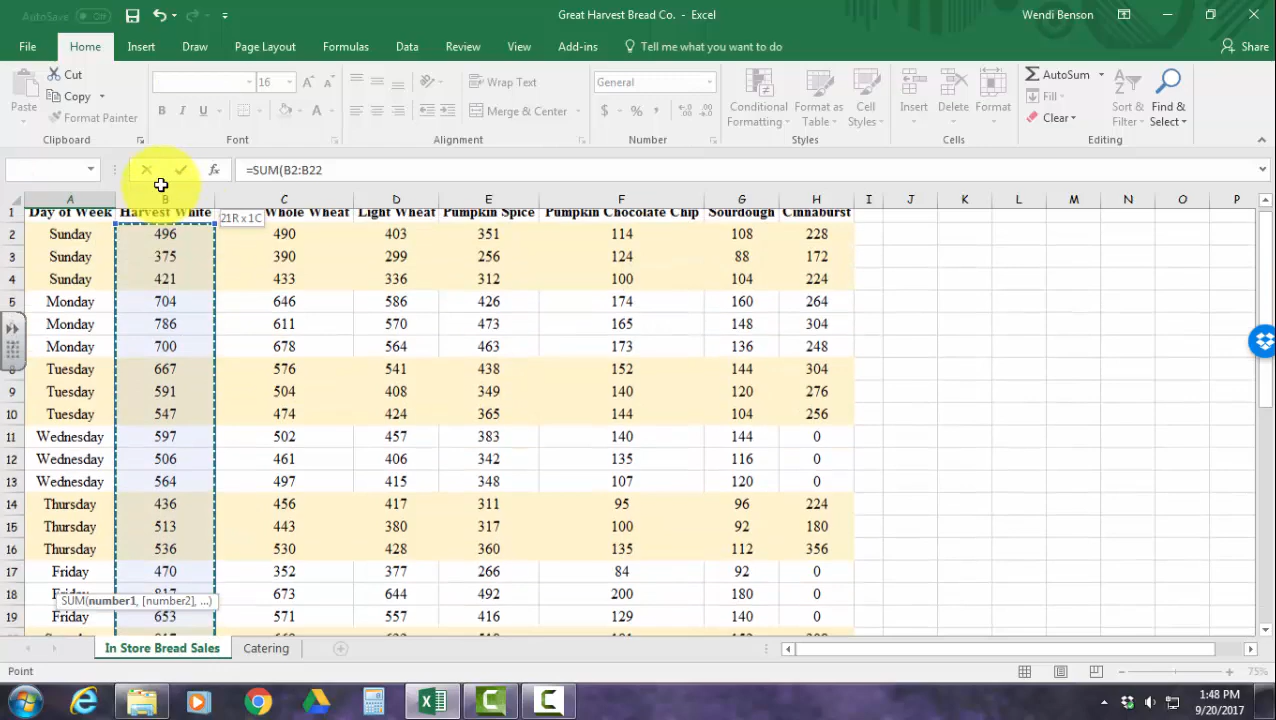 AutoSave Off
Great Harvest Bread Co. - Excel
Wendi Benson
File Home Insert Draw Page Layout Formulas Data Review View Add-ins Tell me what you want to do Share
Paste Cut Copy Format Painter Clipboard
16 A A B I U A Font
Wrap Text Merge & Center Alignment
General $ % , Number
Conditional Formatting Format as Table Cell Styles Styles
Insert Delete Format Cells
AutoSum Fill Clear Sort & Filter Find & Select Editing
fx =SUM(B2:B22
A B C D E F G H I J K L M N O P
1 Day of Week Harvest White Whole Wheat Light Wheat Pumpkin Spice Pumpkin Chocolate Chip Sourdough Cinnaburst
21R x 1C
2 Sunday 496 490 403 351 114 108 228
3 Sunday 375 390 299 256 124 88 172
4 Sunday 421 433 336 312 100 104 224
5 Monday 704 646 586 426 174 160 264
Monday 786 611 570 473 165 148 304
Monday 700 678 564 463 173 136 248
8 Tuesday 667 576 541 438 152 144 304
9 Tuesday 591 504 408 349 140 120 276
10 Tuesday 547 474 424 365 144 104 256
11 Wednesday 597 502 457 383 140 144 0
12 Wednesday 506 461 406 342 135 116 0
13 Wednesday 564 497 415 348 107 120 0
14 Thursday 436 456 417 311 95 96 224
15 Thursday 513 443 380 317 100 92 180
16 Thursday 536 530 428 360 135 112 356
17 Friday 470 352 377 266 84 92 0
18 673 644 492 200 180 0
SUM(number1, [number2], ...)
19 Friday 653 571 557 416 129 140 0
In Store Bread Sales Catering
Point 75%
1:48 PM
9/20/2017